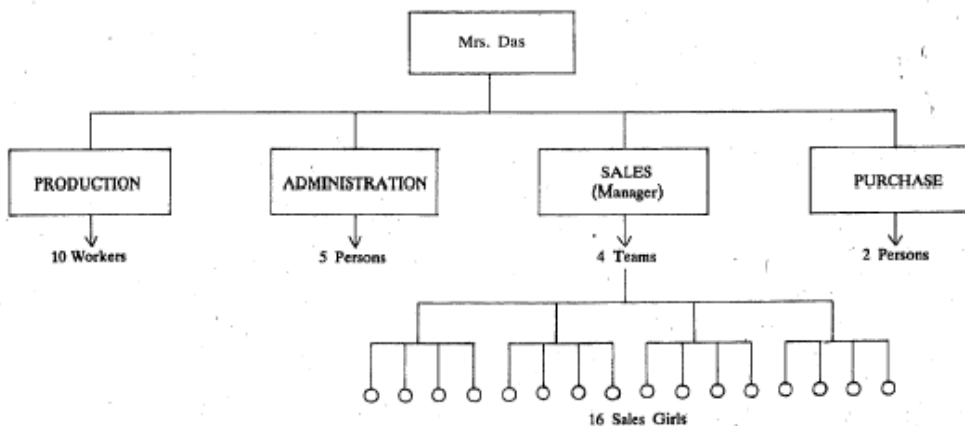 Mrs. Das
PRODUCTION
ADMINISTRATION
SALES
(Manager)
PURCHASE
10 Workers
5 Persons
4 Teams
2 Persons
16 Sales Girls